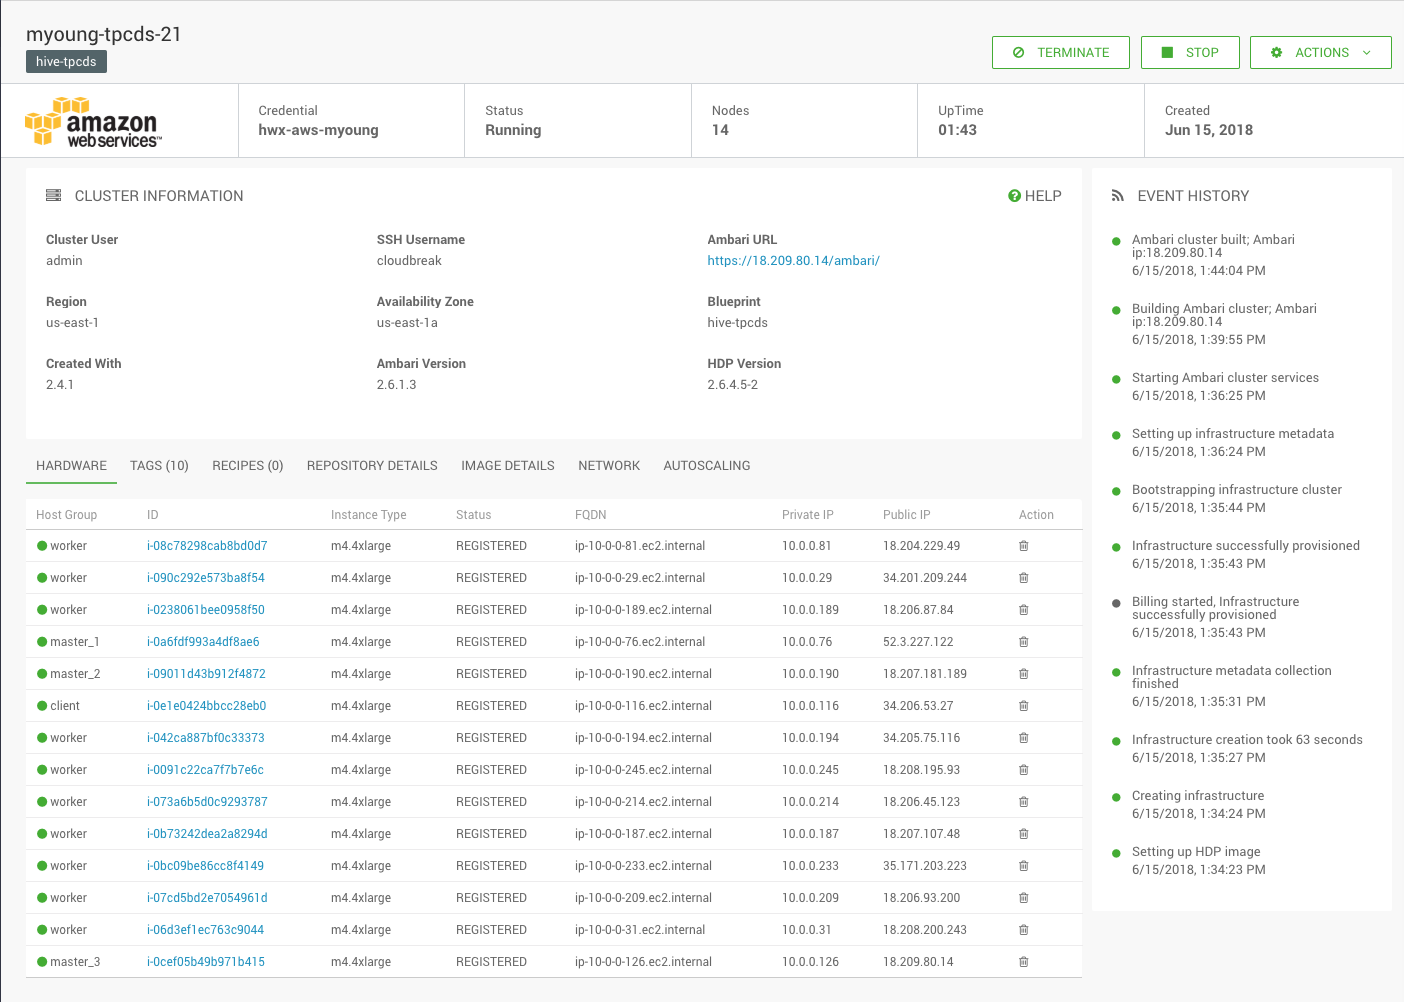 myoung-tpcds-21
hive-tpcds
TERMINATE
STOP
ACTIONS
amazon
webservices™
Credential
hwx-aws-myoung
Status
Running
Nodes
14
UpTime
01:43
Created
Jun 15, 2018
CLUSTER INFORMATION
HELP
Cluster User
admin
SSH Username
cloudbreak
Ambari URL
https://18.209.80.14/ambari/
Region
us-east-1
Availability Zone
us-east-1a
Blueprint
hive-tpcds
Created With
2.4.1
Ambari Version
2.6.1.3
HDP Version
2.6.4.5-2
HARDWARE TAGS (10) RECIPES (0) REPOSITORY DETAILS IMAGE DETAILS NETWORK AUTOSCALING
Host Group ID Instance Type Status FQDN Private IP Public IP Action
worker i-08c78298cab8bd0d7 m4.4xlarge REGISTERED ip-10-0-0-81.ec2.internal 10.0.0.81 18.204.229.49
worker i-090c292e573ba8f54 m4.4xlarge REGISTERED ip-10-0-0-29.ec2.internal 10.0.0.29 34.201.209.244
worker i-0238061bee0958f50 m4.4xlarge REGISTERED ip-10-0-0-189.ec2.internal 10.0.0.189 18.206.87.84
master_1 i-0a6fdf993a4df8ae6 m4.4xlarge REGISTERED ip-10-0-0-76.ec2.internal 10.0.0.76 52.3.227.122
master_2 i-09011d43b912f4872 m4.4xlarge REGISTERED ip-10-0-0-190.ec2.internal 10.0.0.190 18.207.181.189
client i-0e1e0424bbcc28eb0 m4.4xlarge REGISTERED ip-10-0-0-116.ec2.internal 10.0.0.116 34.206.53.27
worker i-042ca887bf0c33373 m4.4xlarge REGISTERED ip-10-0-0-194.ec2.internal 10.0.0.194 34.205.75.116
worker i-0091c22ca7f7b7e6c m4.4xlarge REGISTERED ip-10-0-0-245.ec2.internal 10.0.0.245 18.208.195.93
worker i-073a6b5d0c9293787 m4.4xlarge REGISTERED ip-10-0-0-214.ec2.internal 10.0.0.214 18.206.45.123
worker i-0b73242dea2a8294d m4.4xlarge REGISTERED ip-10-0-0-187.ec2.internal 10.0.0.187 18.207.107.48
worker i-0bc09be86cc8f4149 m4.4xlarge REGISTERED ip-10-0-0-233.ec2.internal 10.0.0.233 35.171.203.223
worker i-07cd5bd2e7054961d m4.4xlarge REGISTERED ip-10-0-0-209.ec2.internal 10.0.0.209 18.206.93.200
worker i-06d3ef1ec763c9044 m4.4xlarge REGISTERED ip-10-0-0-31.ec2.internal 10.0.0.31 18.208.200.243
master_3 i-0cef05b49b971b415 m4.4xlarge REGISTERED ip-10-0-0-126.ec2.internal 10.0.0.126 18.209.80.14
EVENT HISTORY
Ambari cluster built; Ambari
ip:18.209.80.14
6/15/2018, 1:44:04 PM
Building Ambari cluster; Ambari
ip:18.209.80.14
6/15/2018, 1:39:55 PM
Starting Ambari cluster services
6/15/2018, 1:36:25 PM
Setting up infrastructure metadata
6/15/2018, 1:36:24 PM
Bootstrapping infrastructure cluster
6/15/2018, 1:35:44 PM
Infrastructure successfully provisioned
6/15/2018, 1:35:43 PM
Billing started, Infrastructure
successfully provisioned
6/15/2018, 1:35:43 PM
Infrastructure metadata collection
finished
6/15/2018, 1:35:31 PM
Infrastructure creation took 63 seconds
6/15/2018, 1:35:27 PM
Creating infrastructure
6/15/2018, 1:34:24 PM
Setting up HDP image
6/15/2018, 1:34:23 PM